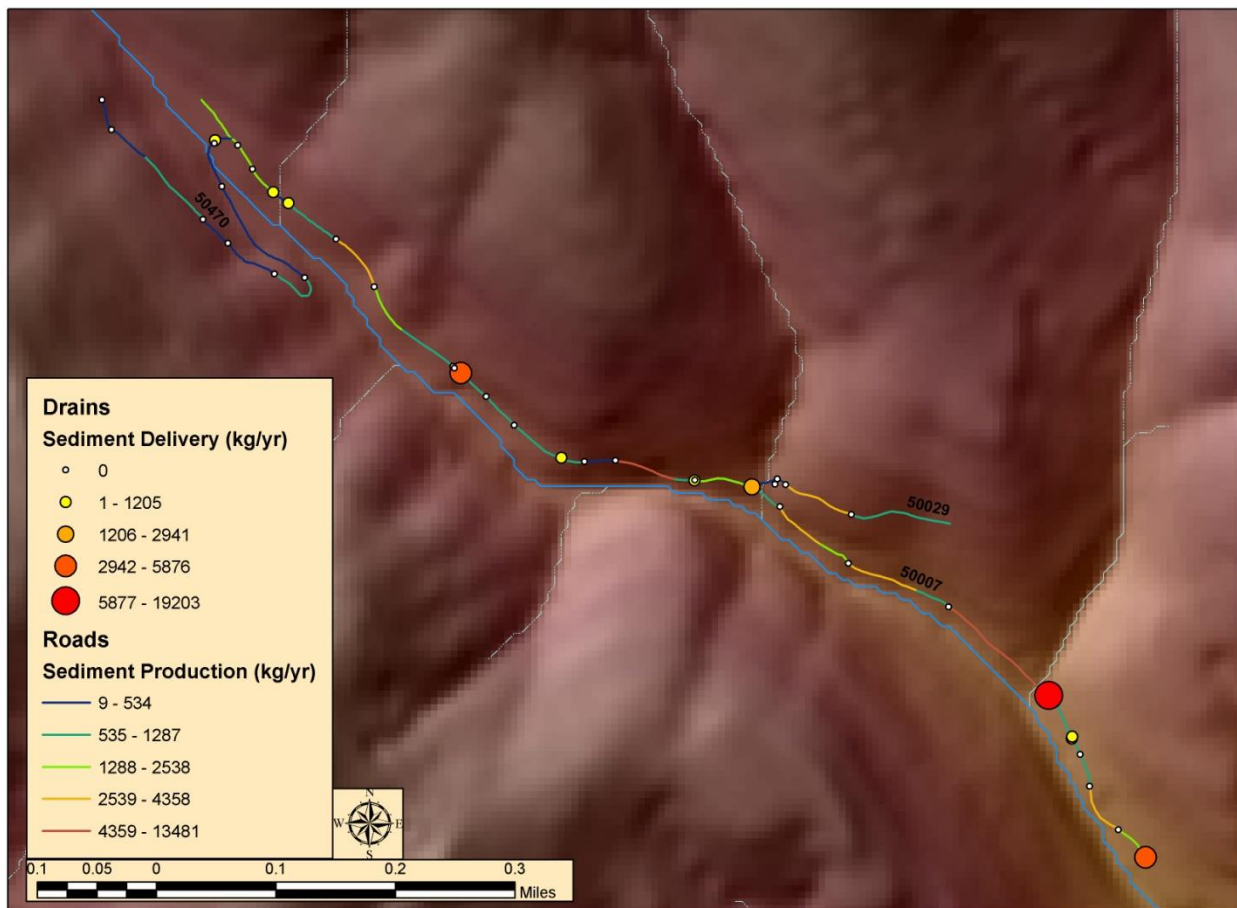 50470
50029
50007
Drains
Sediment Delivery (kg/yr)
0
1 - 1205
1206 - 2941
2942 - 5876
5877 - 19203
Roads
Sediment Production (kg/yr)
9 - 534
535 - 1287
1288 - 2538
2539 - 4358
4359 - 13481
N
W E
S
0.1 0.05 0 0.1 0.2 0.3
Miles